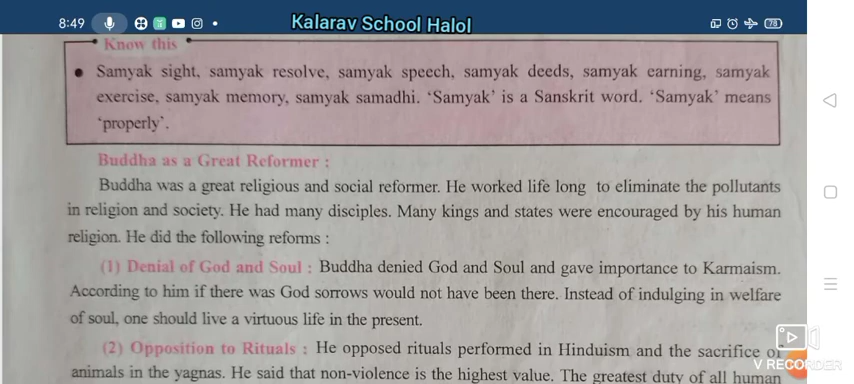 8:49
Kalarav School Halol
78
Know this
• Samyak sight, samyak resolve, samyak speech, samyak deeds, samyak earning, samyak
exercise, samyak memory, samyak samadhi. ‘Samyak’ is a Sanskrit word. ‘Samyak’ means
‘properly’.
Buddha as a Great Reformer :
Buddha was a great religious and social reformer. He worked life long to eliminate the pollutants
in religion and society. He had many disciples. Many kings and states were encouraged by his human
religion. He did the following reforms :
(1) Denial of God and Soul : Buddha denied God and Soul and gave importance to Karmaism.
According to him if there was God sorrows would not have been there. Instead of indulging in welfare
of soul, one should live a virtuous life in the present.
(2) Opposition to Rituals : He opposed rituals performed in Hinduism and the sacrifice of
animals in the yagnas. He said that non-violence is the highest value. The greatest duty of all human
V RECORDER